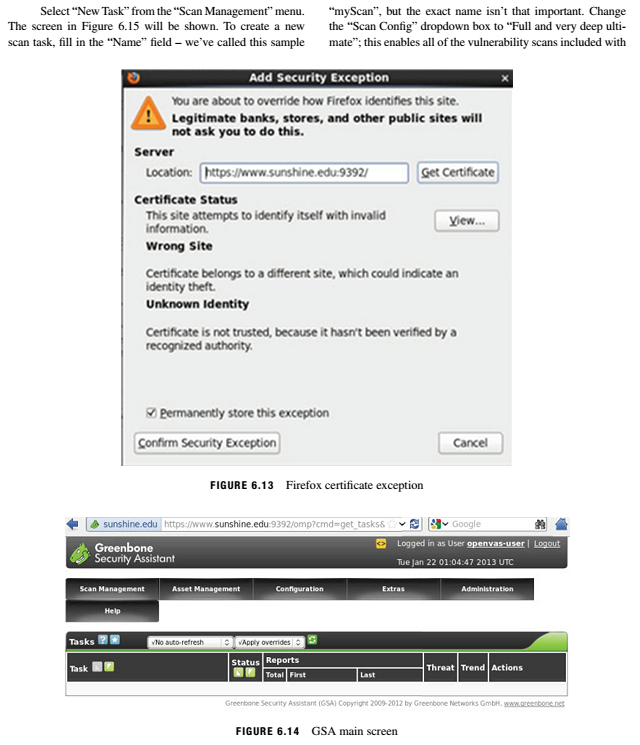 Select “New Task” from the “Scan Management” menu.
The screen in Figure 6.15 will be shown. To create a new
scan task, fill in the “Name” field – we’ve called this sample
“myScan”, but the exact name isn’t that important. Change
the “Scan Config” dropdown box to “Full and very deep ulti-
mate”; this enables all of the vulnerability scans included with
Add Security Exception
You are about to override how Firefox identifies this site.
Legitimate banks, stores, and other public sites will
not ask you to do this.
Server
Location: https://www.sunshine.edu:9392/ Get Certificate
Certificate Status
This site attempts to identify itself with invalid
information.
View...
Wrong Site
Certificate belongs to a different site, which could indicate an
identity theft.
Unknown Identity
Certificate is not trusted, because it hasn't been verified by a
recognized authority.
Permanently store this exception
Confirm Security Exception Cancel
FIGURE 6.13 Firefox certificate exception
sunshine.edu https://www.sunshine.edu:9392/omp?cmd=get_tasks& Google
Greenbone
Security Assistant
Logged in as User openvas-user | Logout
Tue Jan 22 01:04:47 2013 UTC
Scan Management Asset Management Configuration Extras Administration
Help
Tasks √No auto-refresh √Apply overrides
Task Status Reports Threat Trend Actions
Total First Last
Greenbone Security Assistant (GSA) Copyright 2009-2012 by Greenbone Networks GmbH, www.greenbone.net
FIGURE 6.14 GSA main screen